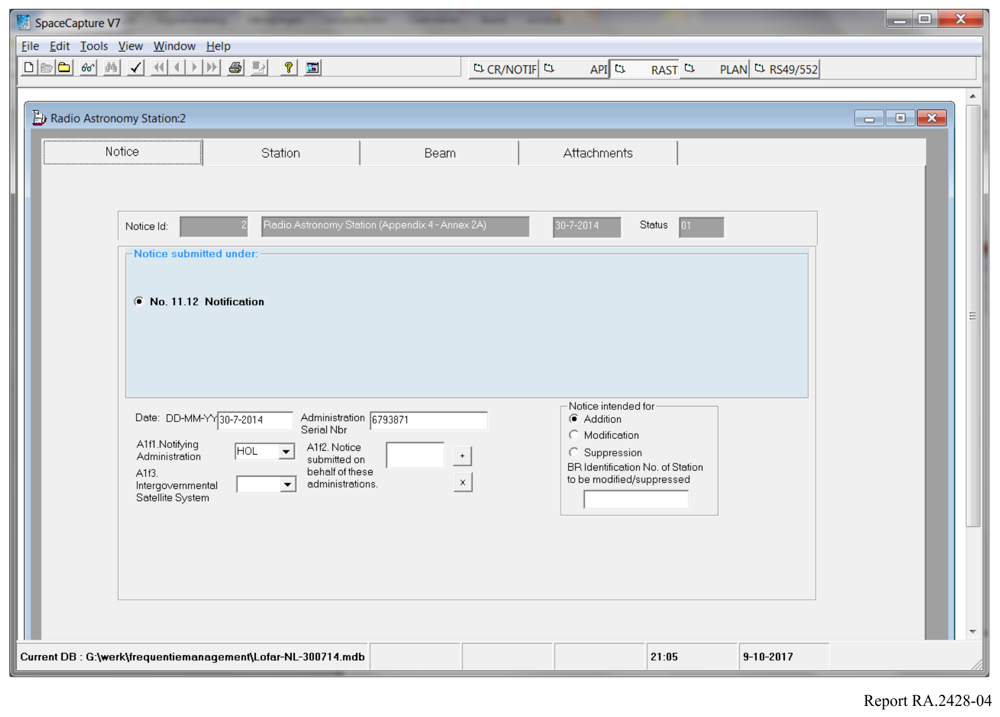 SpaceCapture V7
File Edit Tools View Window Help
CR/NOTIF API RAST PLAN RS49/552
Radio Astronomy Station:2
Notice Station Beam Attachments
Notice Id: 2 Radio Astronomy Station (Appendix 4 - Annex 2A) 30-7-2014 Status 01
Notice submitted under:
No. 11.12 Notification
Date: DD-MM-YY 30-7-2014
Administration
Serial Nbr
6793871
A1f1.Notifying
Administration
HOL
A1f2. Notice
submitted on
behalf of these
administrations.
+
x
A1f3.
Intergovernmental
Satellite System
Notice intended for
Addition
Modification
Suppression
BR Identification No. of Station
to be modified/suppressed
Current DB : G:\werk\frequentiemanagement\Lofar-NL-300714.mdb 21:05 9-10-2017
Report RA.2428-04